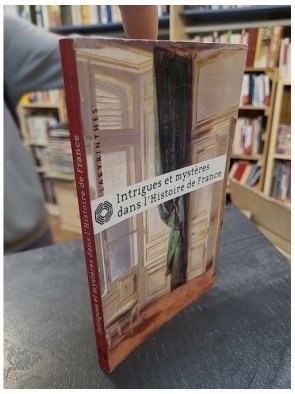 LABYRINTHES
Intrigues et mystères
dans l'Histoire de France
Intrigues et mystères dans l'Histoire de France